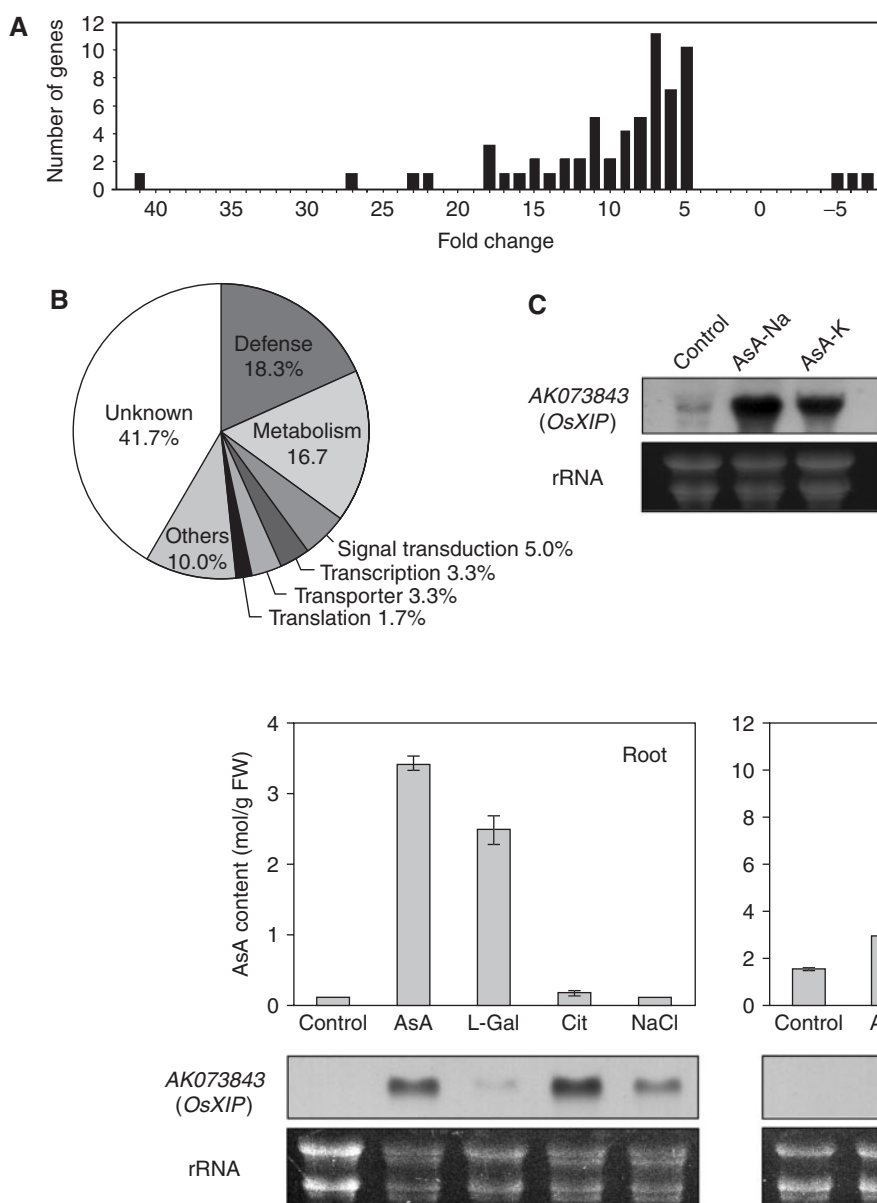 A
Number of genes
12
10
8
6
4
2
0
40 35 30 25 20 15 10 5 0 −5
Fold change
B
Defense
18.3%
Metabolism
16.7
Unknown
41.7%
Others
10.0%
Signal transduction 5.0%
Transcription 3.3%
Transporter 3.3%
Translation 1.7%
C
Control AsA-Na AsA-K
AK073843
(OsXIP)
rRNA
AsA content (mol/g FW)
4
3
2
1
0
Root
Control AsA L-Gal Cit NaCl
12
10
8
6
4
2
0
Control A
AK073843
(OsXIP)
rRNA